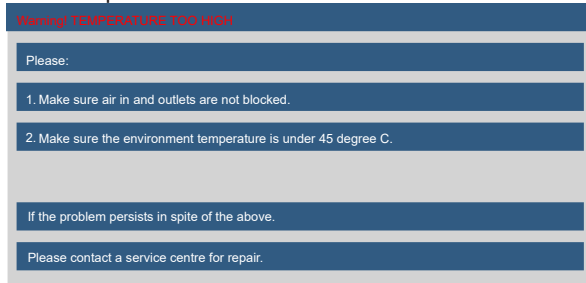 Warning! TEMPERATURE TOO HIGH
Please:
1. Make sure air in and outlets are not blocked.
2. Make sure the environment temperature is under 45 degree C.
If the problem persists in spite of the above.
Please contact a service centre for repair.